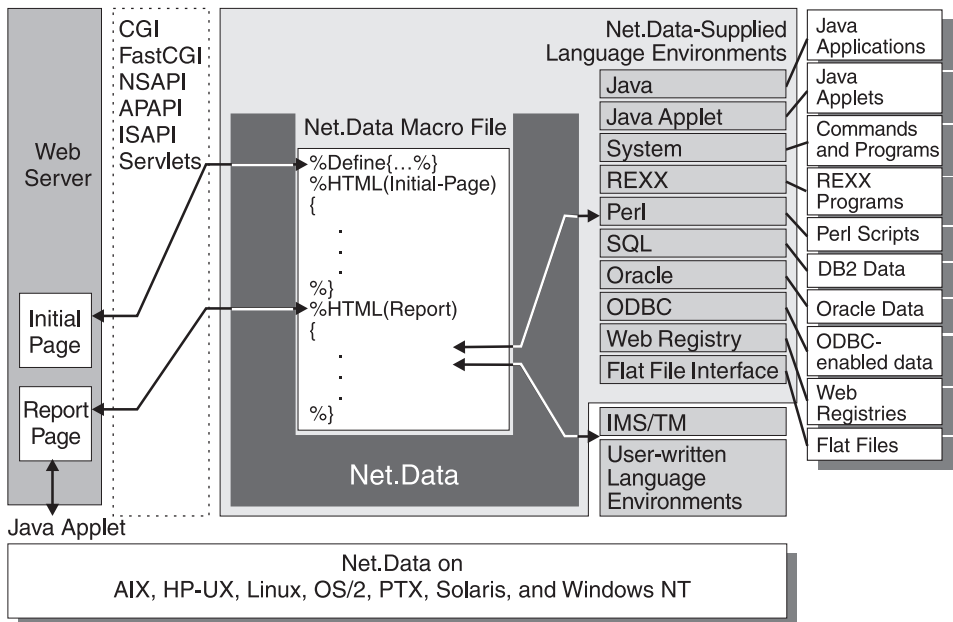 CGI
FastCGI
NSAPI
APAPI
ISAPI
Servlets
Web
Server
Initial
Page
Report
Page
Java Applet
Net.Data Macro File
%Define{...%}
%HTML(Initial-Page)
{
.
.
.
%}
%HTML(Report)
{
.
.
.
%}
Net.Data
Net.Data-Supplied
Language Environments
Java
Java Applet
System
REXX
Perl
SQL
Oracle
ODBC
Web Registry
Flat File Interface
IMS/TM
User-written
Language
Environments
Java
Applications
Java
Applets
Commands
and Programs
REXX
Programs
Perl Scripts
DB2 Data
Oracle Data
ODBC-
enabled data
Web
Registries
Flat Files
Net.Data on
AIX, HP-UX, Linux, OS/2, PTX, Solaris, and Windows NT